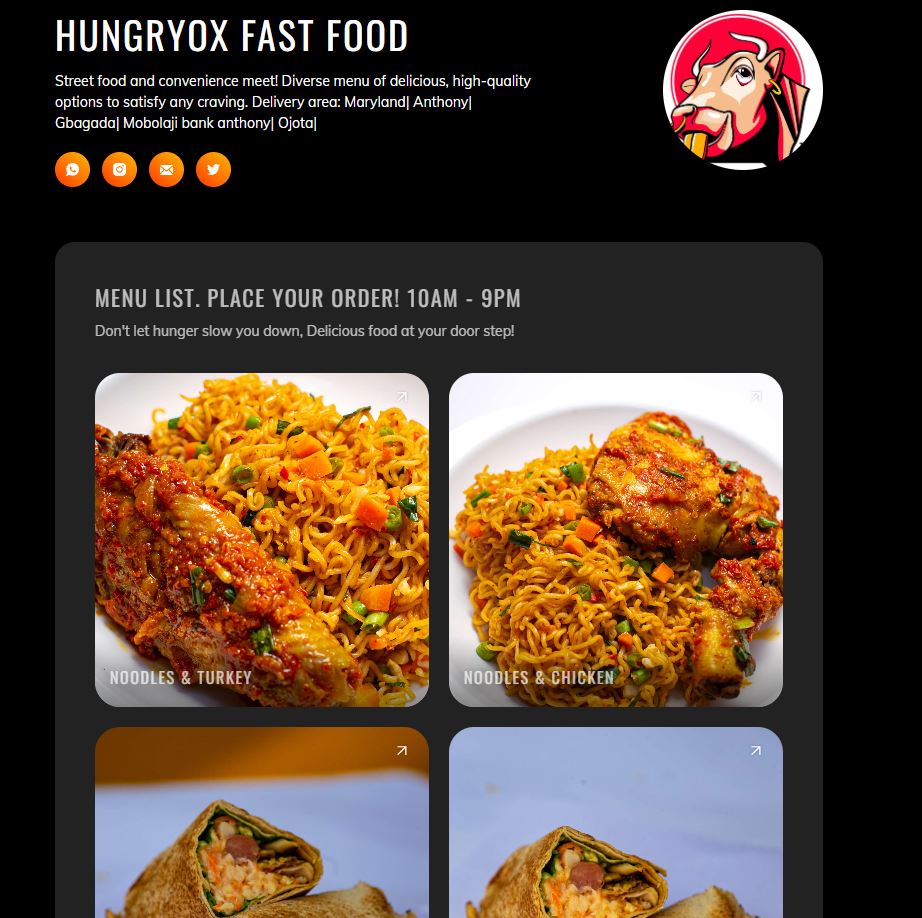 HUNGRYOX FAST FOOD
Street food and convenience meet! Diverse menu of delicious, high-quality
options to satisfy any craving. Delivery area: Maryland| Anthony|
Gbagada| Mobolaji bank anthony| Ojota|
MENU LIST. PLACE YOUR ORDER! 10AM - 9PM
Don't let hunger slow you down, Delicious food at your door step!
NOODLES & TURKEY
NOODLES & CHICKEN